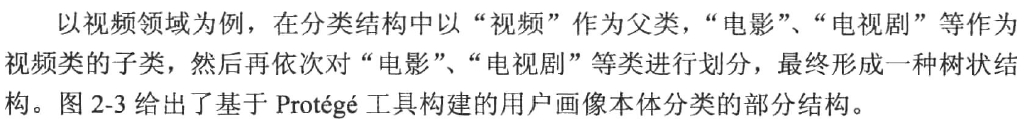 以视频领域为例，在分类结构中以“视频”作为父类，“电影”、“电视剧”等作为
视频类的子类，然后再依次对“电影”、“电视剧”等类进行划分，最终形成一种树状结
构。图 2-3 给出了基于 Protégé 工具构建的用户画像本体分类的部分结构。